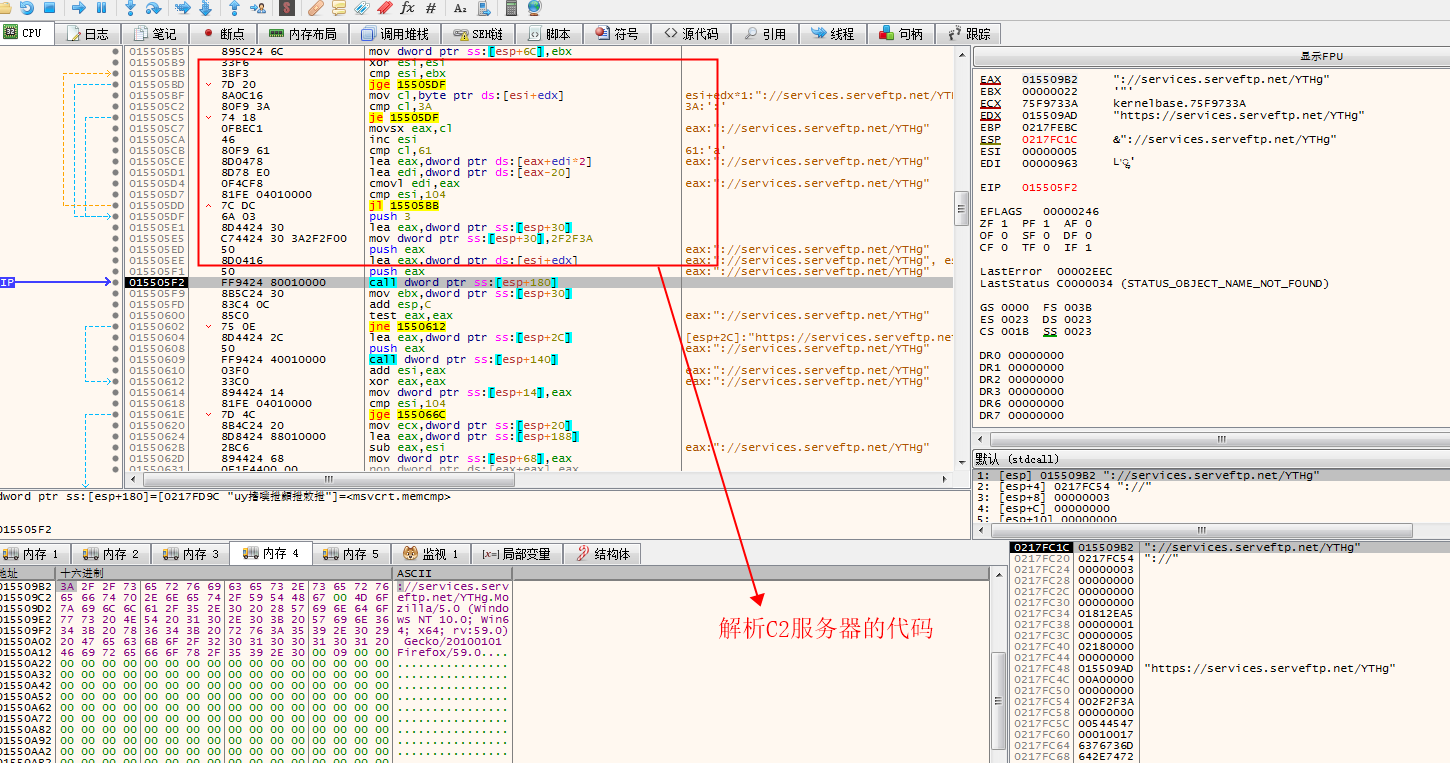 CPU 日志 笔记 断点 内存布局 调用堆栈 SEH链 脚本 符号 源代码 引用 线程 句柄 跟踪
015505B5 895C24 6C mov dword ptr ss:[esp+6C],ebx
015505B9 33F6 xor esi,esi
015505BB 3BF3 cmp esi,ebx
015505BD 7D 20 jge 15505DF
015505BF 8A0C16 mov cl,byte ptr ds:[esi+edx] esi+edx*1:"://services.serveftp.net/YTH
015505C2 80F9 3A cmp cl,3A 3A:':'
015505C5 74 18 je 15505DF
015505C7 0FBEC1 movsx eax,cl eax:"://services.serveftp.net/YTHg"
015505CA 46 inc esi
015505CB 80F9 61 cmp cl,61 61:'a'
015505CE 8D0478 lea eax,dword ptr ds:[eax+edi*2] eax:"://services.serveftp.net/YTHg"
015505D1 8D78 E0 lea edi,dword ptr ds:[eax-20]
015505D4 0F4CF8 cmovl edi,eax eax:"://services.serveftp.net/YTHg"
015505D7 81FE 04010000 cmp esi,104
015505DD 7C DC jl 15505BB
015505DF 6A 03 push 3
015505E1 8D4424 30 lea eax,dword ptr ss:[esp+30]
015505E5 C74424 30 3A2F2F00 mov dword ptr ss:[esp+30],2F2F3A
015505ED 50 push eax eax:"://services.serveftp.net/YTHg"
015505EE 8D0416 lea eax,dword ptr ds:[esi+edx] eax:"://services.serveftp.net/YTHg", es
015505F1 50 push eax eax:"://services.serveftp.net/YTHg"
IP 015505F2 FF9424 80010000 call dword ptr ss:[esp+180]
015505F9 8B5C24 30 mov ebx,dword ptr ss:[esp+30]
015505FD 83C4 0C add esp,C
01550600 85C0 test eax,eax eax:"://services.serveftp.net/YTHg"
01550602 75 0E jne 1550612
01550604 8D4424 2C lea eax,dword ptr ss:[esp+2C] [esp+2C]:"https://services.serveftp.net
01550608 50 push eax eax:"://services.serveftp.net/YTHg"
01550609 FF9424 40010000 call dword ptr ss:[esp+140]
01550610 03F0 add esi,eax eax:"://services.serveftp.net/YTHg"
01550612 33C0 xor eax,eax eax:"://services.serveftp.net/YTHg"
01550614 894424 14 mov dword ptr ss:[esp+14],eax
01550618 81FE 04010000 cmp esi,104
0155061E 7D 4C jge 155066C
01550620 8B4C24 20 mov ecx,dword ptr ss:[esp+20]
01550624 8D8424 88010000 lea eax,dword ptr ss:[esp+188]
0155062B 2BC6 sub eax,esi eax:"://services.serveftp.net/YTHg"
0155062D 894424 68 mov dword ptr ss:[esp+68],eax
01550631 0F1F4400 00 nop dword ptr ds:[eax+eax],eax
显示FPU
EAX 015509B2 "://services.serveftp.net/YTHg"
EBX 00000022 '"'
ECX 75F9733A kernelbase.75F9733A
EDX 015509AD "https://services.serveftp.net/YTHg"
EBP 0217FEBC
ESP 0217FC1C &"://services.serveftp.net/YTHg"
ESI 00000005
EDI 00000963
EIP 015505F2
EFLAGS 00000246
ZF 1 PF 1 AF 0
OF 0 SF 0 DF 0
CF 0 TF 0 IF 1
LastError 00002EEC
LastStatus C0000034 (STATUS_OBJECT_NAME_NOT_FOUND)
GS 0000 FS 003B
ES 0023 DS 0023
CS 001B SS 0023
DR0 00000000
DR1 00000000
DR2 00000000
DR3 00000000
DR6 00000000
DR7 00000000
默认 (stdcall)
1: [esp] 015509B2 "://services.serveftp.net/YTHg"
2: [esp+4] 0217FC54 "://"
3: [esp+8] 00000003
4: [esp+C] 00000000
5: [esp+10] 00000000
dword ptr ss:[esp+180]=[0217FD9C]=<msvcrt.memcmp>
015505F2
解析C2服务器的代码
内存 1 内存 2 内存 3 内存 4 内存 5 监视 1 [x=]局部变量 结构体
地址 十六进制 ASCII
015509B2 3A 2F 2F 73 65 72 76 69 63 65 73 2E 73 65 72 76 ://services.serv
015509C2 65 66 74 70 2E 6E 65 74 2F 59 54 48 67 00 4D 6F eftp.net/YTHg.Mo
015509D2 7A 69 6C 6C 61 2F 35 2E 30 20 28 57 69 6E 64 6F zilla/5.0 (Windo
015509E2 77 73 20 4E 54 20 31 30 2E 30 3B 20 57 69 6E 36 ws NT 10.0; Win6
015509F2 34 3B 20 78 36 34 3B 20 72 76 3A 35 39 2E 30 29 4; x64; rv:59.0)
01550A02 20 47 65 63 6B 6F 2F 32 30 31 30 30 31 30 31 20 Gecko/20100101
01550A12 46 69 72 65 66 6F 78 2F 35 39 2E 30 00 09 00 00 Firefox/59.0....
01550A22 00 00 00 00 00 00 00 00 00 00 00 00 00 00 00 00 ................
01550A32 00 00 00 00 00 00 00 00 00 00 00 00 00 00 00 00 ................
01550A42 00 00 00 00 00 00 00 00 00 00 00 00 00 00 00 00 ................
01550A52 00 00 00 00 00 00 00 00 00 00 00 00 00 00 00 00 ................
01550A62 00 00 00 00 00 00 00 00 00 00 00 00 00 00 00 00 ................
01550A72 00 00 00 00 00 00 00 00 00 00 00 00 00 00 00 00 ................
01550A82 00 00 00 00 00 00 00 00 00 00 00 00 00 00 00 00 ................
01550A92 00 00 00 00 00 00 00 00 00 00 00 00 00 00 00 00 ................
01550AA2 00 00 00 00 00 00 00 00 00 00 00 00 00 00 00 00 ................
01550AB2 00 00 00 00 00 00 00 00 00 00 00 00 00 00 00 00 ................
0217FC1C 015509B2 "://services.serveftp.net/YTHg"
0217FC20 0217FC54 "://"
0217FC24 00000003
0217FC28 00000000
0217FC2C 00000000
0217FC30 00000000
0217FC34 01812EA5
0217FC38 000001FC
0217FC3C 00000005
0217FC40 02180000
0217FC44 00000000
0217FC48 015509AD "https://services.serveftp.net/YTHg"
0217FC4C 00A00000
0217FC50 00000000
0217FC54 002F2F3A
0217FC58 00000000
0217FC5C 00544547
0217FC60 00010017
0217FC64 6376736D
0217FC68 642E7472